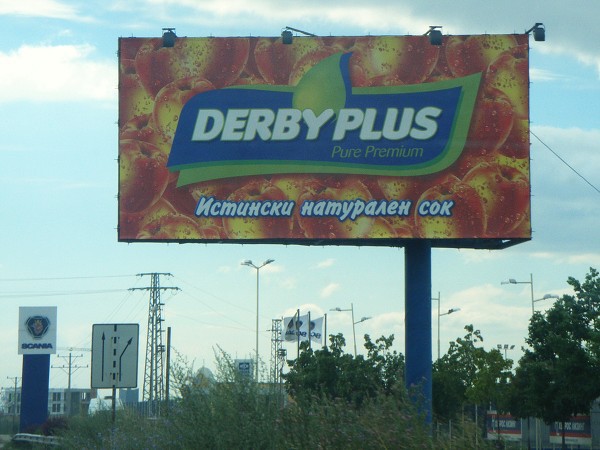 DERBY PLUS
Pure Premium
Истински натурален сок
SCANIA